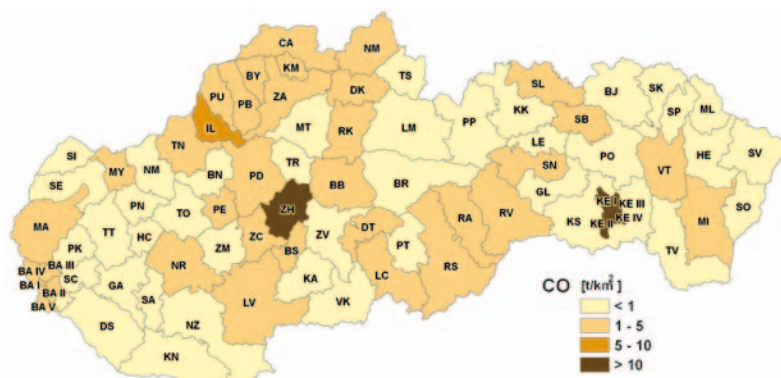 CA
NM
KM
BY
TS
PU
PB
ZA
DK
SL
BJ
SK
SP
ML
KK
SB
IL
MT
RK
LM
PP
TN
LE
PO
HE
SV
SI
MY
NM
BN
PD
TR
SN
VT
SE
BB
BR
GL
PN
TO
PE
ZH
KE I
KE III
SO
MA
TT
HC
DT
RA
RV
KS
KE II
KE IV
MI
PK
ZM
ZC
ZV
PT
BS
TV
BA IV
BA III
BA I
SC
BA II
BA V
GA
SA
NR
KA
LC
RS
LV
VK
DS
NZ
KN
CO [t/km²]
< 1
1 - 5
5 - 10
> 10